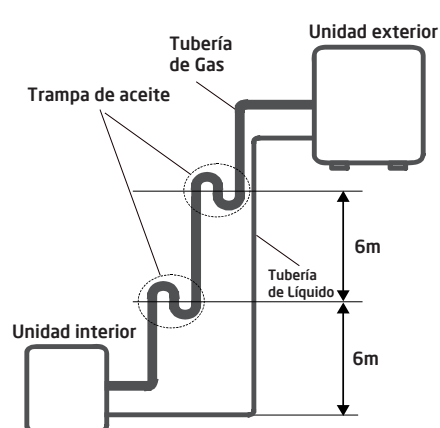 Unidad exterior
Tubería
de Gas
Trampa de aceite
6m
Tubería
de Líquido
Unidad interior
6m